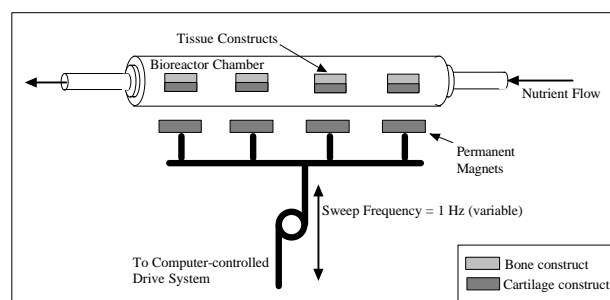 Tissue Constructs
Bioreactor Chamber
Nutrient Flow
Permanent
Magnets
Sweep Frequency = 1 Hz (variable)
To Computer-controlled
Drive System
Bone construct
Cartilage construct